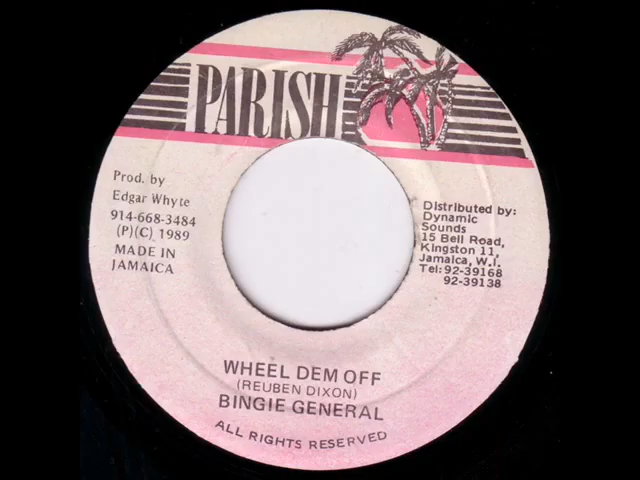 PARISH
Prod. by
Edgar Whyte
914-668-3484
(P)(C) 1989
MADE IN
JAMAICA
Distributed by:
Dynamic
Sounds
15 Bell Road,
Kingston 11,
Jamaica, W.I.
Tel: 92-39168
92-39138
WHEEL DEM OFF
(REUBEN DIXON)
BINGIE GENERAL
ALL RIGHTS RESERVED